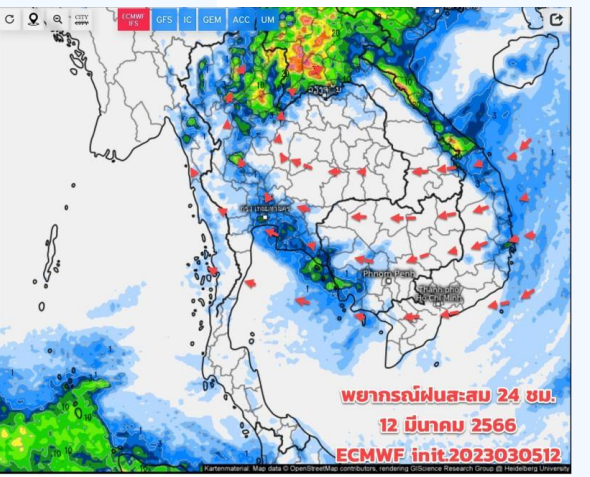 CITY
ECMWF IFS GFS IC GEM ACC UM
Phnom Penh
Thành phố
Hồ Chí Minh
พยากรณ์ฝนสะสม 24 ชม.
12 มีนาคม 2566
ECMWF init.2023030512
Kartenmaterial Map data © OpenStreetMap contributors, rendering GIScience Research Group @ Heidelberg University